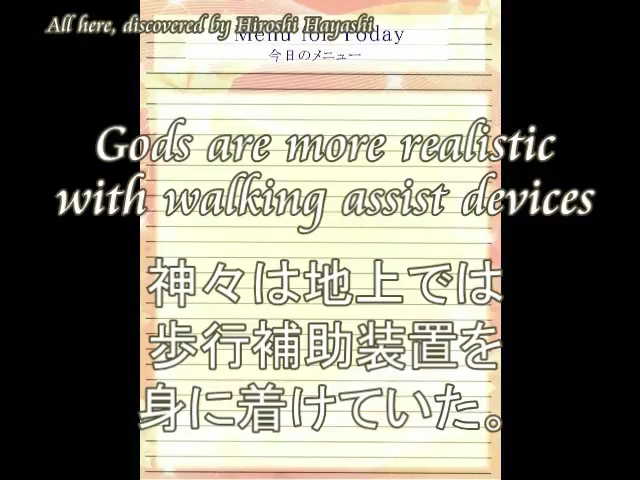 All here, discovered by Hiroshi Hayashi
Menu for Today
今日のメニュー
Gods are more realistic
with walking assist devices
神々は地上では
歩行補助装置を
身に着けていた。